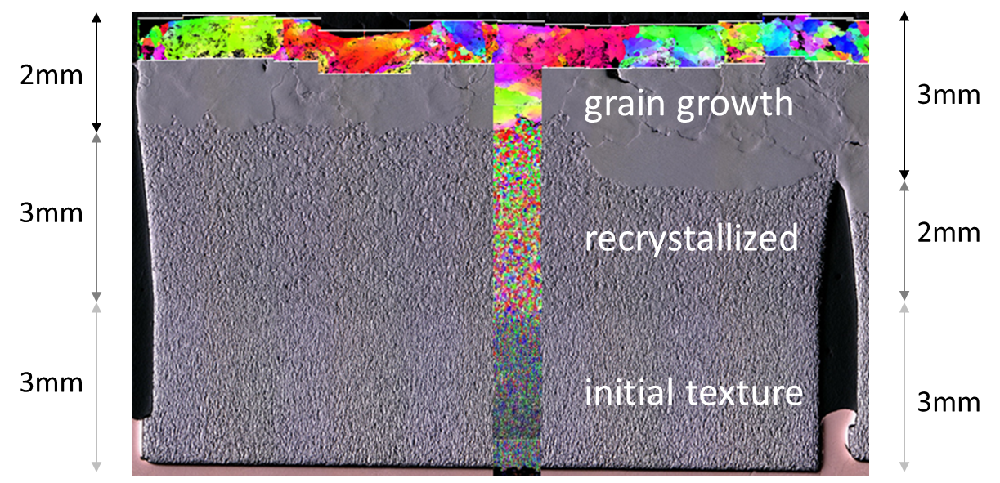 2mm
3mm
3mm
grain growth
recrystallized
initial texture
3mm
2mm
3mm